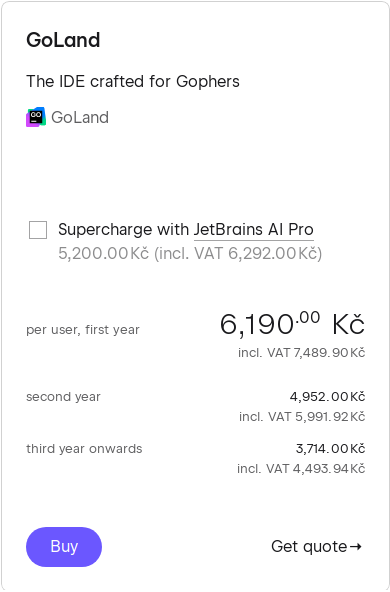 GoLand
The IDE crafted for Gophers
GO GoLand
Supercharge with JetBrains AI Pro
5,200.00 Kč (incl. VAT 6,292.00 Kč)
per user, first year 6,190.00 Kč
incl. VAT 7,489.90 Kč
second year 4,952.00 Kč
incl. VAT 5,991.92 Kč
third year onwards 3,714.00 Kč
incl. VAT 4,493.94 Kč
Buy Get quote→